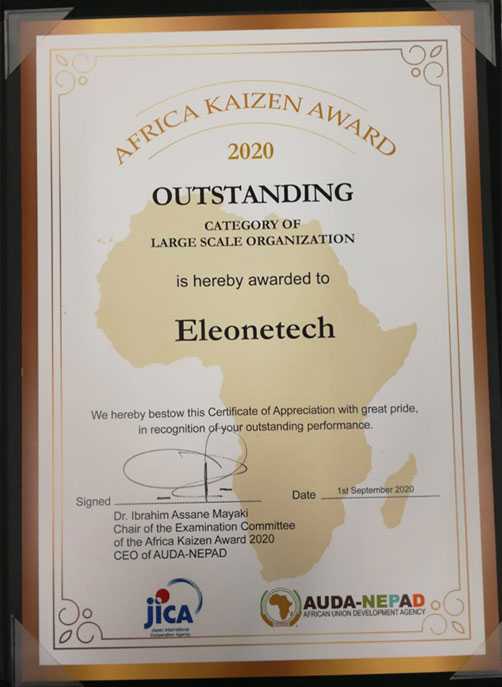 AFRICA KAIZEN AWARD
2020
OUTSTANDING
CATEGORY OF
LARGE SCALE ORGANIZATION
is hereby awarded to
Eleonetech
We hereby bestow this Certificate of Appreciation with great pride,
in recognition of your outstanding performance.
Signed
Date 1st September 2020
Dr. Ibrahim Assane Mayaki
Chair of the Examination Committee
of the Africa Kaizen Award 2020
CEO of AUDA-NEPAD
JICA
Japan International
Cooperation Agency
AUDA-NEPAD
AFRICAN UNION DEVELOPMENT AGENCY